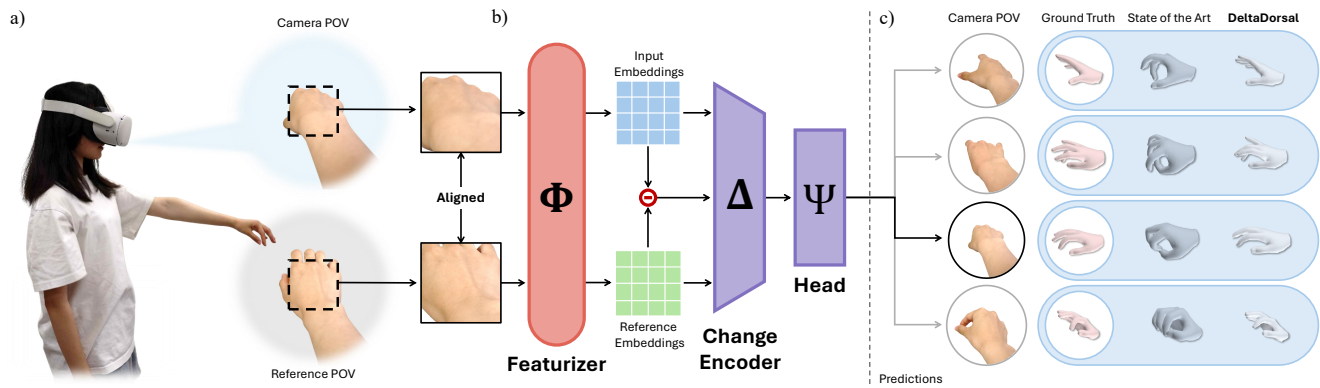 a)
Camera POV
Aligned
Reference POV
b)
Φ
Featurizer
Input
Embeddings
Reference
Embeddings
Δ
Change
Encoder
Ψ
Head
c)
Camera POV
Ground Truth
State of the Art
DeltaDorsal
Predictions